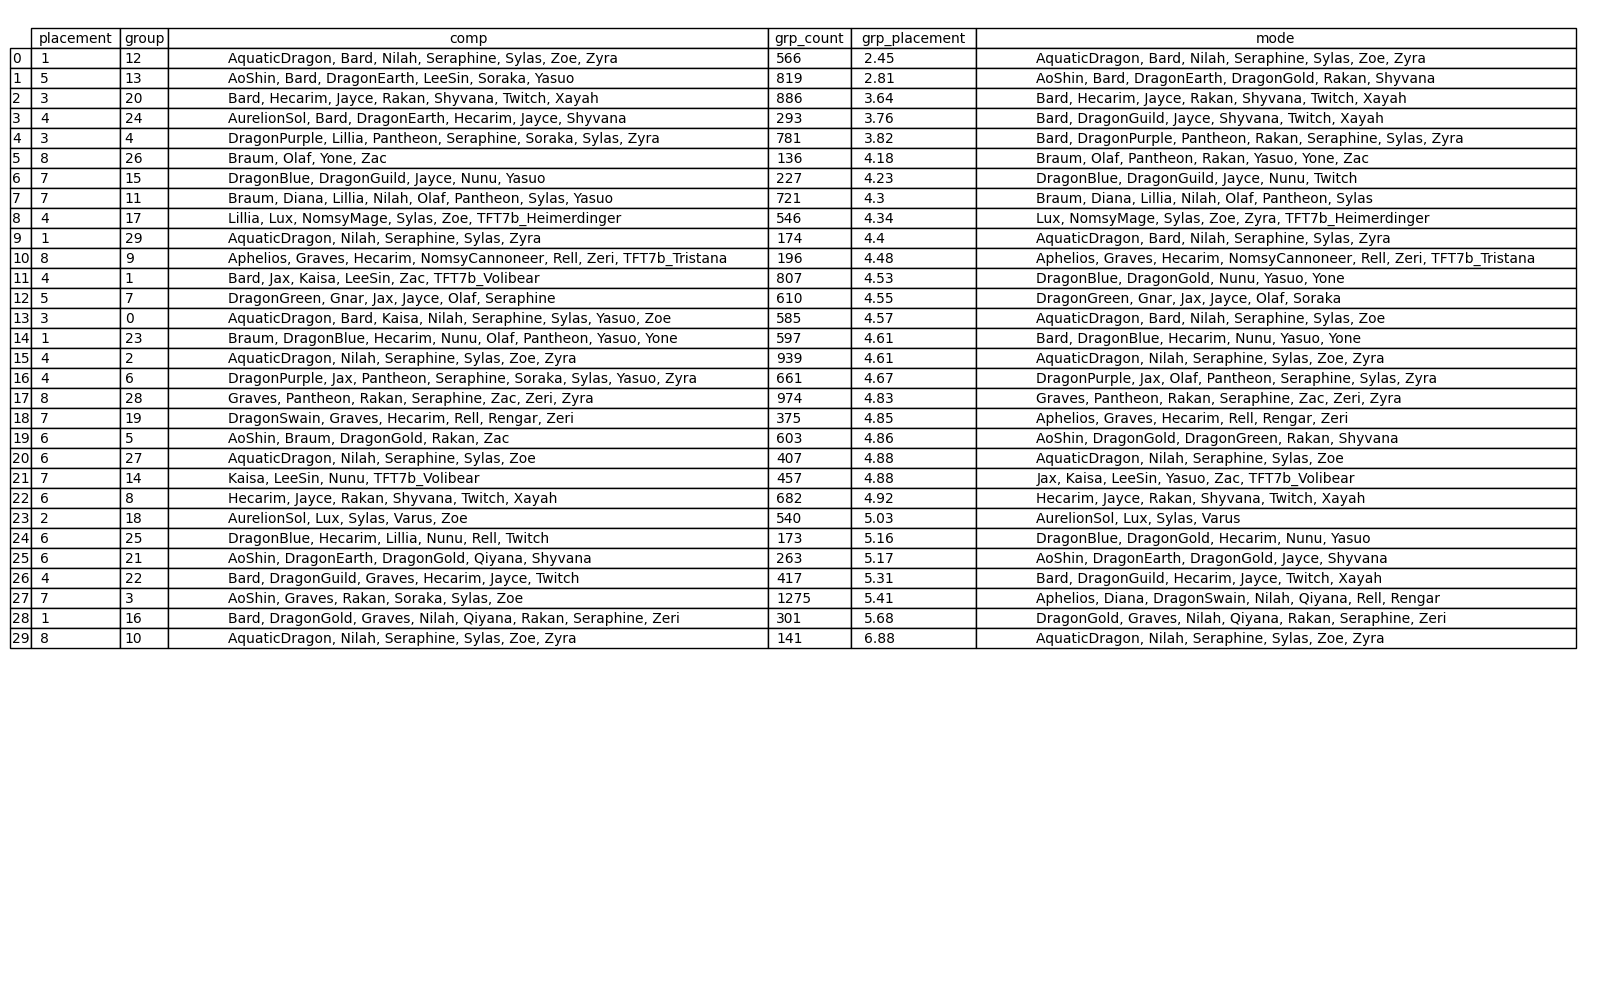 placement group comp grp_count grp_placement mode
0 1 12 AquaticDragon, Bard, Nilah, Seraphine, Sylas, Zoe, Zyra 566 2.45 AquaticDragon, Bard, Nilah, Seraphine, Sylas, Zoe, Zyra
1 5 13 AoShin, Bard, DragonEarth, LeeSin, Soraka, Yasuo 819 2.81 AoShin, Bard, DragonEarth, DragonGold, Rakan, Shyvana
2 3 20 Bard, Hecarim, Jayce, Rakan, Shyvana, Twitch, Xayah 886 3.64 Bard, Hecarim, Jayce, Rakan, Shyvana, Twitch, Xayah
3 4 24 AurelionSol, Bard, DragonEarth, Hecarim, Jayce, Shyvana 293 3.76 Bard, DragonGuild, Jayce, Shyvana, Twitch, Xayah
4 3 4 DragonPurple, Lillia, Pantheon, Seraphine, Soraka, Sylas, Zyra 781 3.82 Bard, DragonPurple, Pantheon, Rakan, Seraphine, Sylas, Zyra
5 8 26 Braum, Olaf, Yone, Zac 136 4.18 Braum, Olaf, Pantheon, Rakan, Yasuo, Yone, Zac
6 7 15 DragonBlue, DragonGuild, Jayce, Nunu, Yasuo 227 4.23 DragonBlue, DragonGuild, Jayce, Nunu, Twitch
7 7 11 Braum, Diana, Lillia, Nilah, Olaf, Pantheon, Sylas, Yasuo 721 4.3 Braum, Diana, Lillia, Nilah, Olaf, Pantheon, Sylas
8 4 17 Lillia, Lux, NomsyMage, Sylas, Zoe, TFT7b_Heimerdinger 546 4.34 Lux, NomsyMage, Sylas, Zoe, Zyra, TFT7b_Heimerdinger
9 1 29 AquaticDragon, Nilah, Seraphine, Sylas, Zyra 174 4.4 AquaticDragon, Bard, Nilah, Seraphine, Sylas, Zyra
10 8 9 Aphelios, Graves, Hecarim, NomsyCannoneer, Rell, Zeri, TFT7b_Tristana 196 4.48 Aphelios, Graves, Hecarim, NomsyCannoneer, Rell, Zeri, TFT7b_Tristana
11 4 1 Bard, Jax, Kaisa, LeeSin, Zac, TFT7b_Volibear 807 4.53 DragonBlue, DragonGold, Nunu, Yasuo, Yone
12 5 7 DragonGreen, Gnar, Jax, Jayce, Olaf, Seraphine 610 4.55 DragonGreen, Gnar, Jax, Jayce, Olaf, Soraka
13 3 0 AquaticDragon, Bard, Kaisa, Nilah, Seraphine, Sylas, Yasuo, Zoe 585 4.57 AquaticDragon, Bard, Nilah, Seraphine, Sylas, Zoe
14 1 23 Braum, DragonBlue, Hecarim, Nunu, Olaf, Pantheon, Yasuo, Yone 597 4.61 Bard, DragonBlue, Hecarim, Nunu, Yasuo, Yone
15 4 2 AquaticDragon, Nilah, Seraphine, Sylas, Zoe, Zyra 939 4.61 AquaticDragon, Nilah, Seraphine, Sylas, Zoe, Zyra
16 4 6 DragonPurple, Jax, Pantheon, Seraphine, Soraka, Sylas, Yasuo, Zyra 661 4.67 DragonPurple, Jax, Olaf, Pantheon, Seraphine, Sylas, Zyra
17 8 28 Graves, Pantheon, Rakan, Seraphine, Zac, Zeri, Zyra 974 4.83 Graves, Pantheon, Rakan, Seraphine, Zac, Zeri, Zyra
18 7 19 DragonSwain, Graves, Hecarim, Rell, Rengar, Zeri 375 4.85 Aphelios, Graves, Hecarim, Rell, Rengar, Zeri
19 6 5 AoShin, Braum, DragonGold, Rakan, Zac 603 4.86 AoShin, DragonGold, DragonGreen, Rakan, Shyvana
20 6 27 AquaticDragon, Nilah, Seraphine, Sylas, Zoe 407 4.88 AquaticDragon, Nilah, Seraphine, Sylas, Zoe
21 7 14 Kaisa, LeeSin, Nunu, TFT7b_Volibear 457 4.88 Jax, Kaisa, LeeSin, Yasuo, Zac, TFT7b_Volibear
22 6 8 Hecarim, Jayce, Rakan, Shyvana, Twitch, Xayah 682 4.92 Hecarim, Jayce, Rakan, Shyvana, Twitch, Xayah
23 2 18 AurelionSol, Lux, Sylas, Varus, Zoe 540 5.03 AurelionSol, Lux, Sylas, Varus
24 6 25 DragonBlue, Hecarim, Lillia, Nunu, Rell, Twitch 173 5.16 DragonBlue, DragonGold, Hecarim, Nunu, Yasuo
25 6 21 AoShin, DragonEarth, DragonGold, Qiyana, Shyvana 263 5.17 AoShin, DragonEarth, DragonGold, Jayce, Shyvana
26 4 22 Bard, DragonGuild, Graves, Hecarim, Jayce, Twitch 417 5.31 Bard, DragonGuild, Hecarim, Jayce, Twitch, Xayah
27 7 3 AoShin, Graves, Rakan, Soraka, Sylas, Zoe 1275 5.41 Aphelios, Diana, DragonSwain, Nilah, Qiyana, Rell, Rengar
28 1 16 Bard, DragonGold, Graves, Nilah, Qiyana, Rakan, Seraphine, Zeri 301 5.68 DragonGold, Graves, Nilah, Qiyana, Rakan, Seraphine, Zeri
29 8 10 AquaticDragon, Nilah, Seraphine, Sylas, Zoe, Zyra 141 6.88 AquaticDragon, Nilah, Seraphine, Sylas, Zoe, Zyra